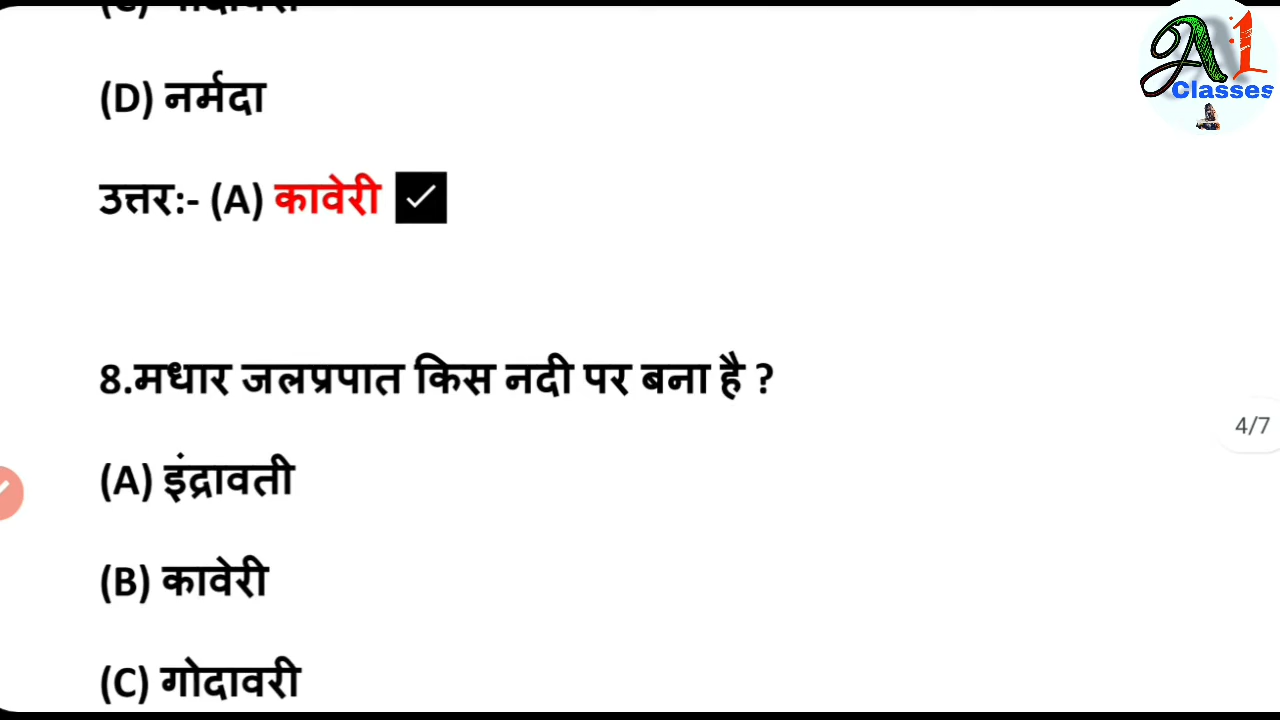 (D) नर्मदा
A1
Classes
उत्तर:- (A) कावेरी
8.मधार जलप्रपात किस नदी पर बना है ?
4/7
(A) इंद्रावती
(B) कावेरी
(C) गोदावरी